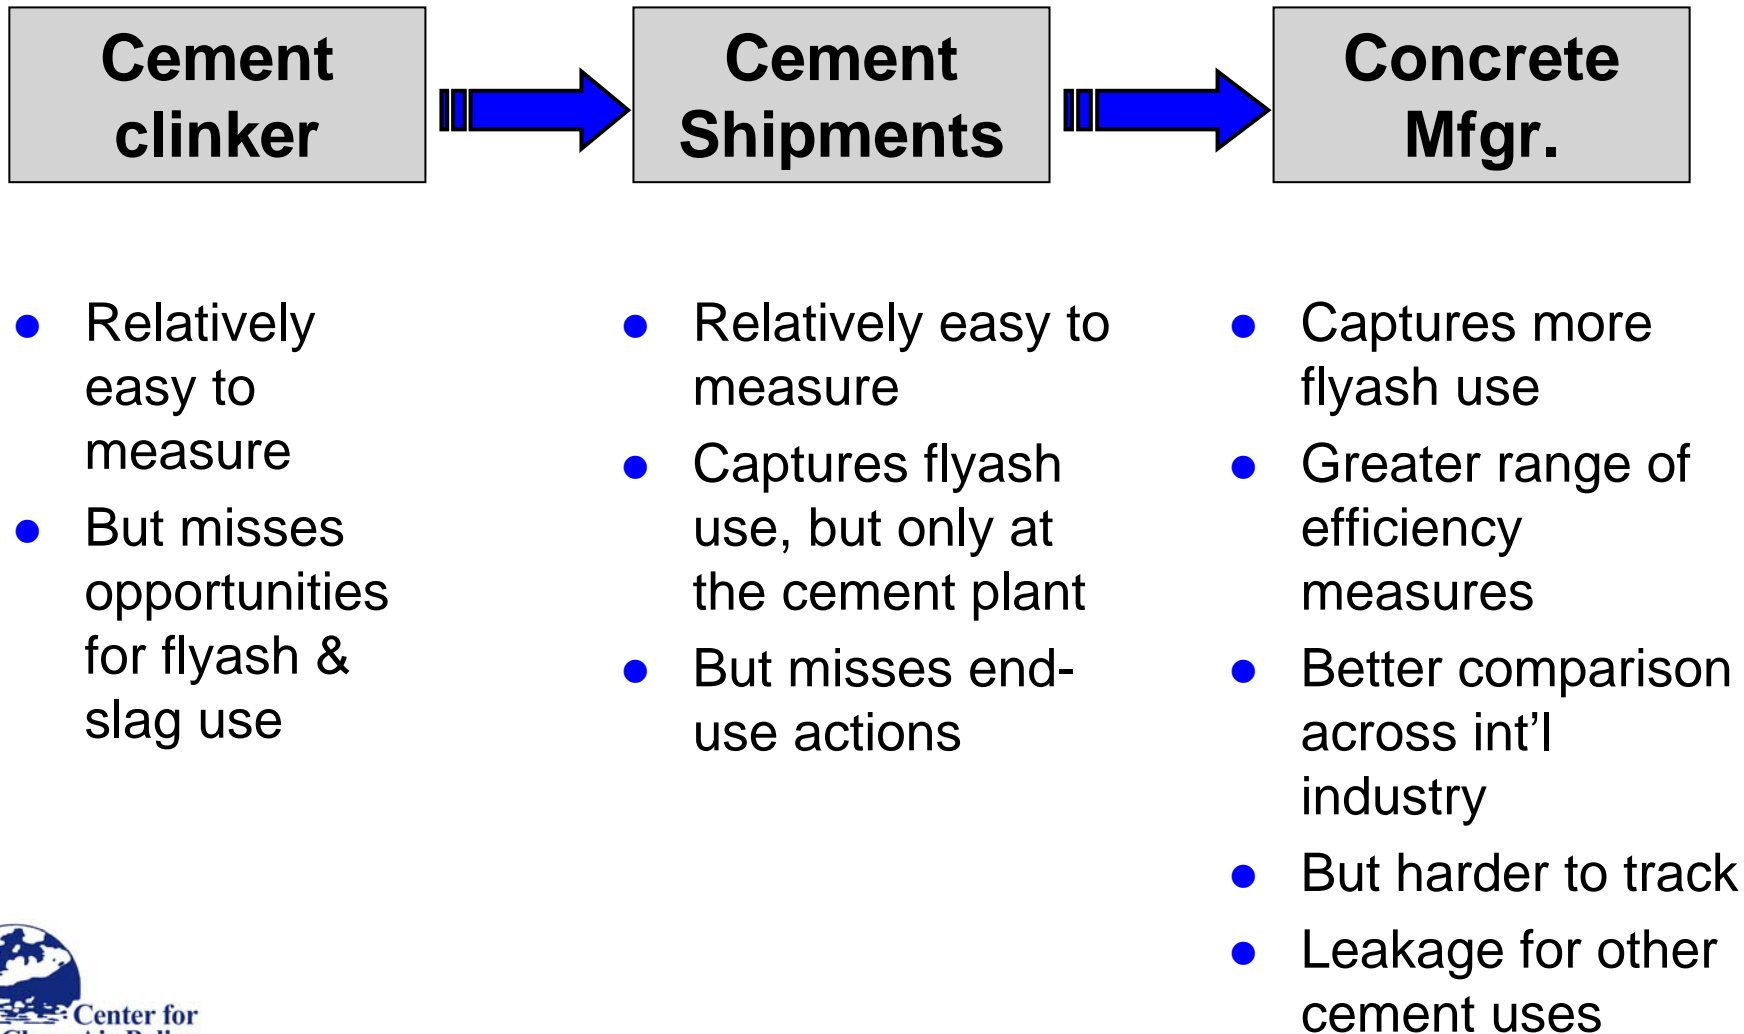 Cement
clinker
Cement
Shipments
Concrete
Mfgr.
● Relatively
easy to
measure
● But misses
opportunities
for flyash &
slag use
● Relatively easy to
measure
● Captures flyash
use, but only at
the cement plant
● But misses end-
use actions
● Captures more
flyash use
● Greater range of
efficiency
measures
● Better comparison
across int’l
industry
● But harder to track
● Leakage for other
cement uses
Center for